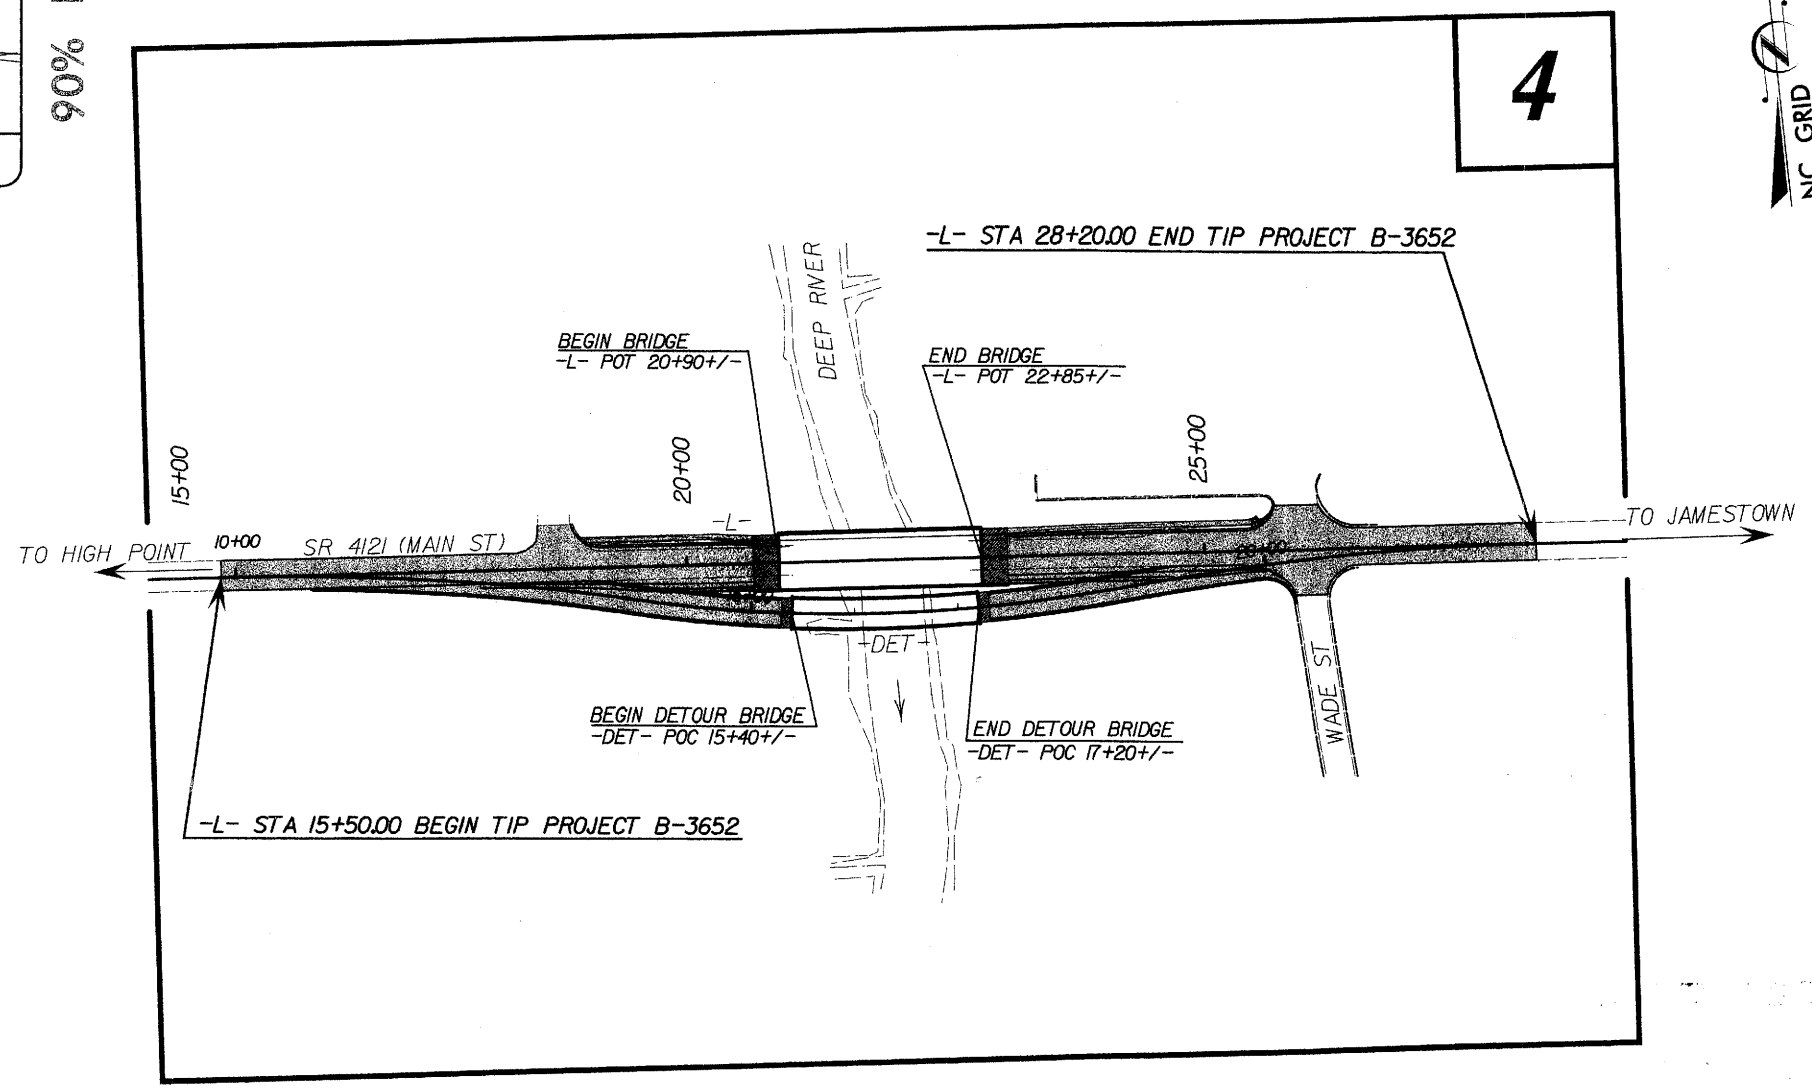 90%
4
NC GRID
-L- STA 28+20.00 END TIP PROJECT B-3652
DEEP RIVER
BEGIN BRIDGE
-L- POT 20+90+/-
END BRIDGE
-L- POT 22+85+/-
15+00
20+00
25+00
-L-
TO HIGH POINT
10+00
SR 4121 (MAIN ST)
TO JAMESTOWN
-DET-
WADE ST
BEGIN DETOUR BRIDGE
-DET- POC 15+40+/-
END DETOUR BRIDGE
-DET- POC 17+20+/-
-L- STA 15+50.00 BEGIN TIP PROJECT B-3652